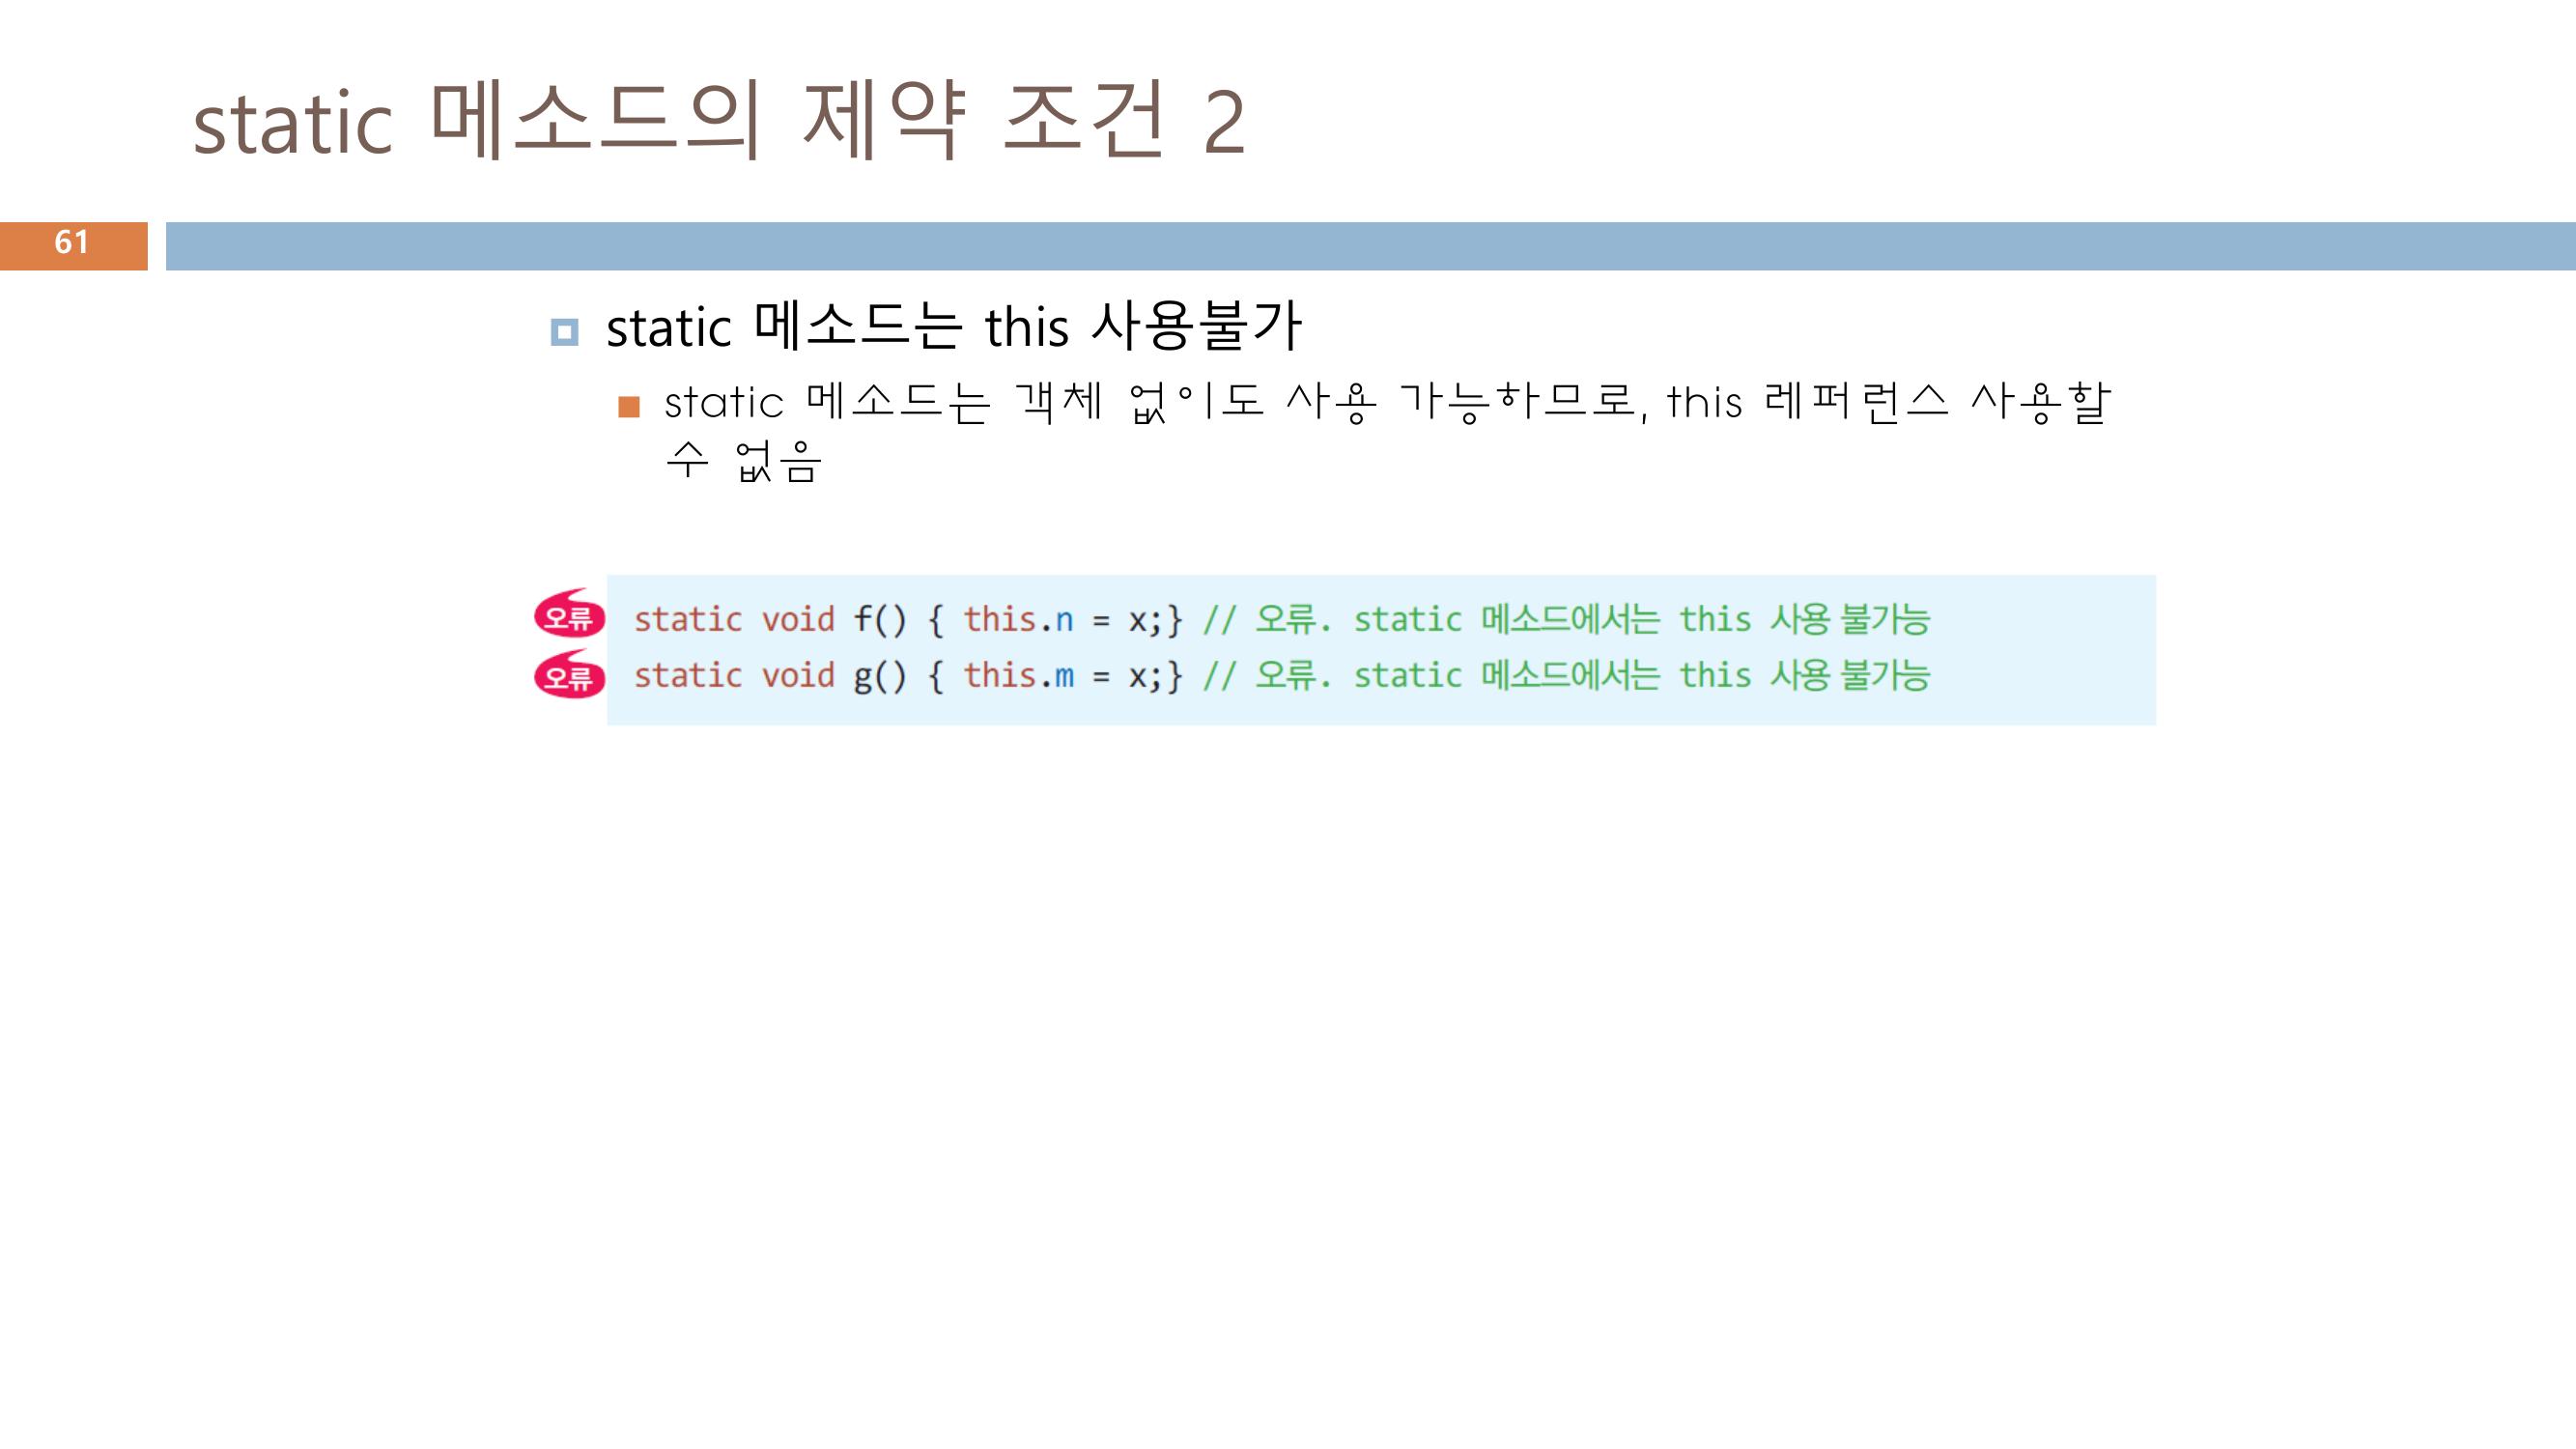 static 메소드의 제약 조건 2
61
static 메소드는 this 사용불가
static 메소드는 객체 없이도 사용 가능하므로, this 레퍼런스 사용할
수 없음
오류 static void f() { this.n = x;} // 오류. static 메소드에서는 this 사용 불가능
오류 static void g() { this.m = x;} // 오류. static 메소드에서는 this 사용 불가능